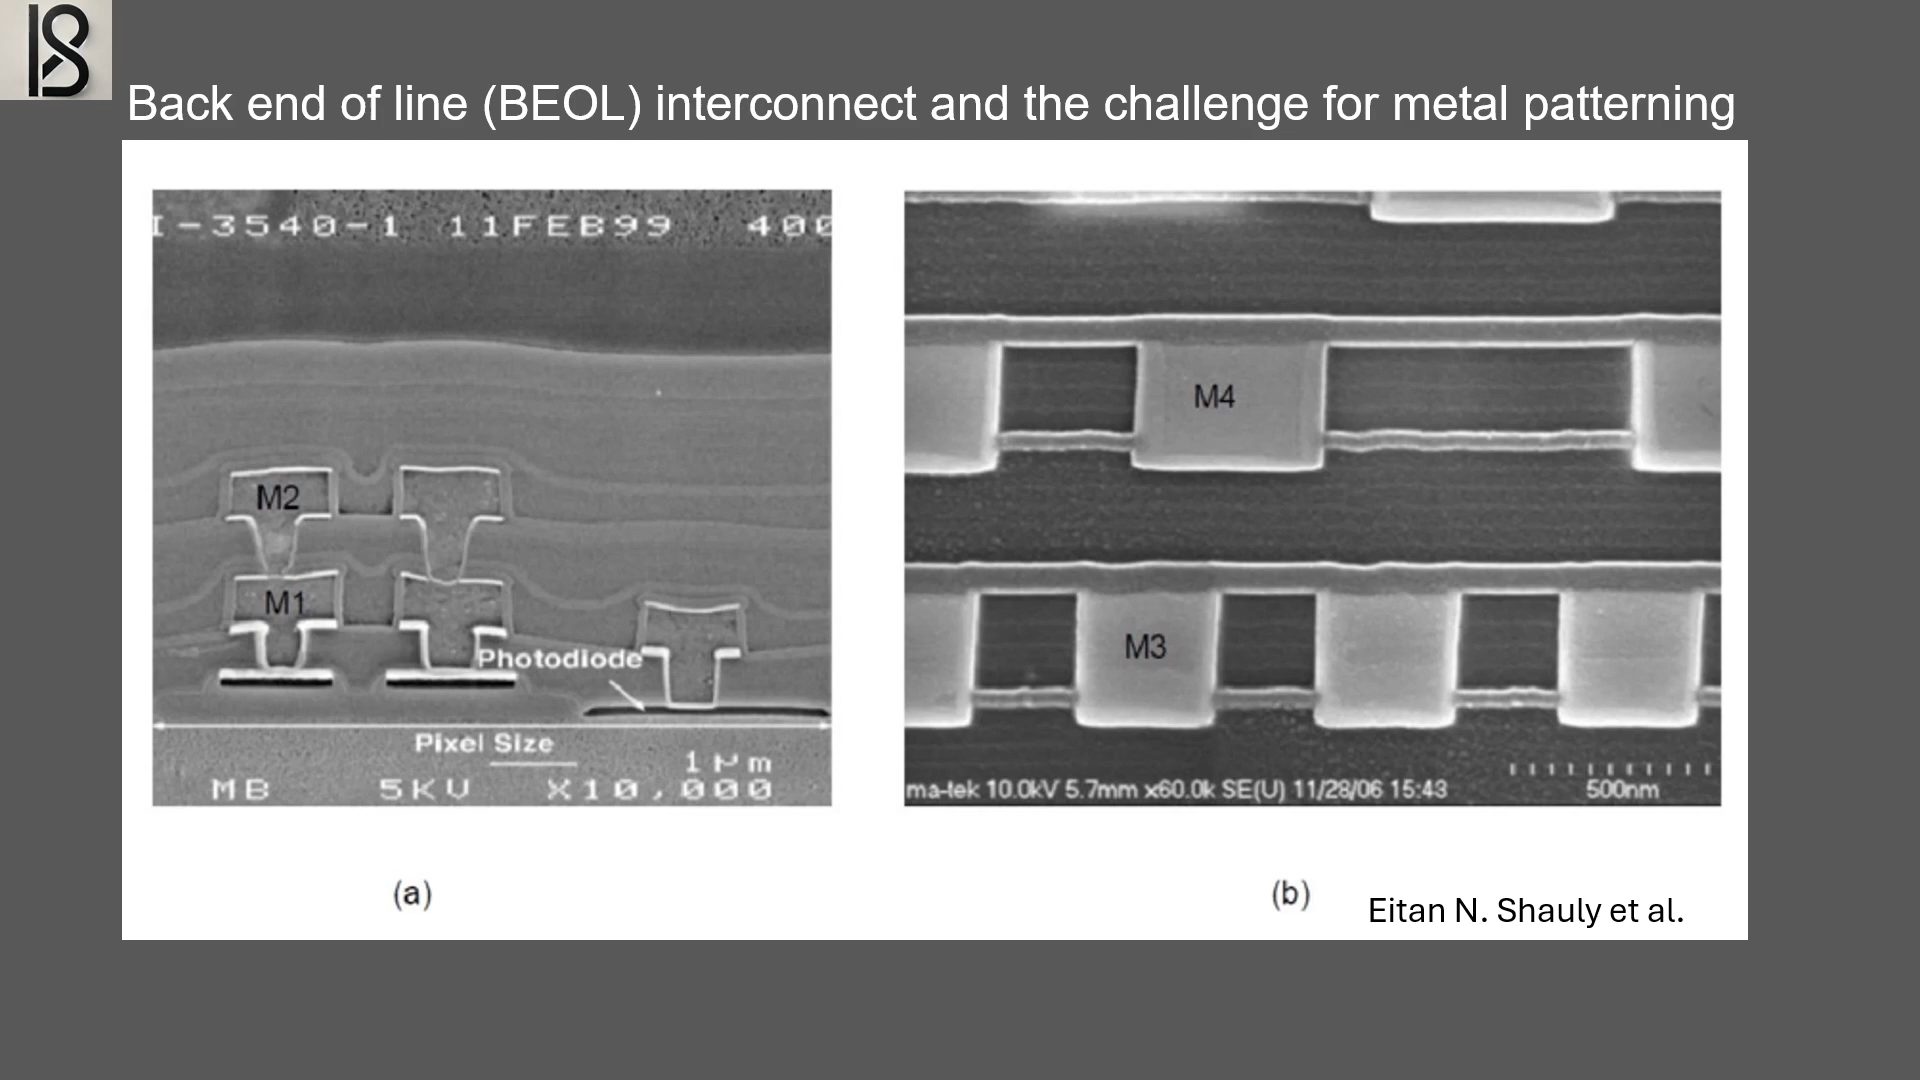 Back end of line (BEOL) interconnect and the challenge for metal patterning
I-3540-1 11FEB99 400
M2
M1
Photodiode
Pixel Size
1μm
MB 5KV X10,000
(a)
M4
M3
ma-tek 10.0kV 5.7mm x60.0k SE(U) 11/28/06 15:43
500nm
(b)
Eitan N. Shauly et al.